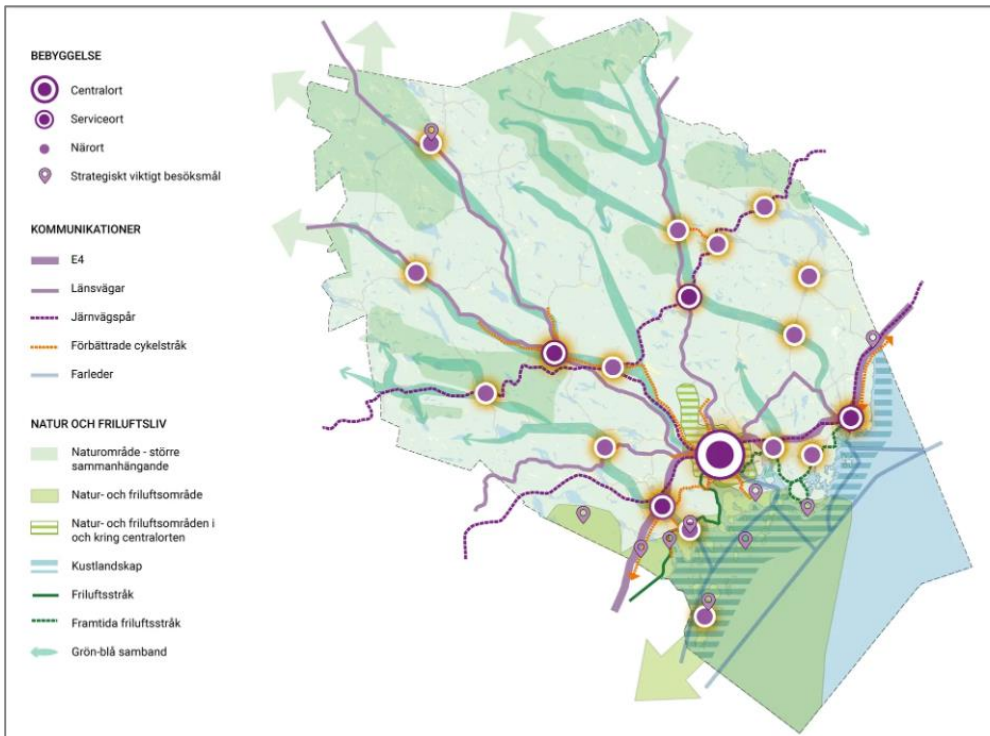 BEBYGGELSE
Centralort
Serviceort
Närort
Strategiskt viktigt besöksmål
KOMMUNIKATIONER
E4
Länsvägar
Järnvägspår
Förbättrade cykelstråk
Farleder
NATUR OCH FRILUFTSLIV
Naturområde - större
sammanhängande
Natur- och friluftsområde
Natur- och friluftsområden i
och kring centralorten
Kustlandskap
Friluftsstråk
Framtida friluftsstråk
Grön-blå samband